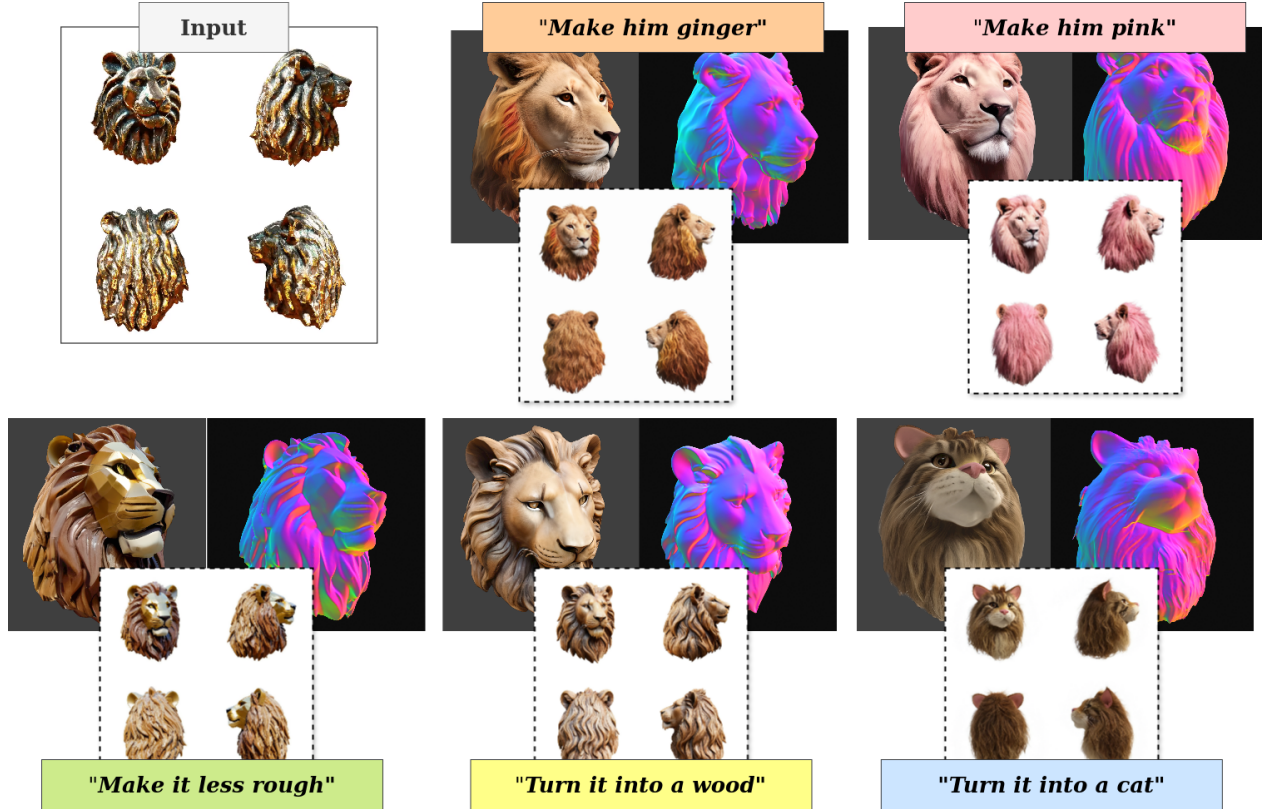 Input
"Make him ginger"
"Make him pink"
"Make it less rough"
"Turn it into a wood"
"Turn it into a cat"